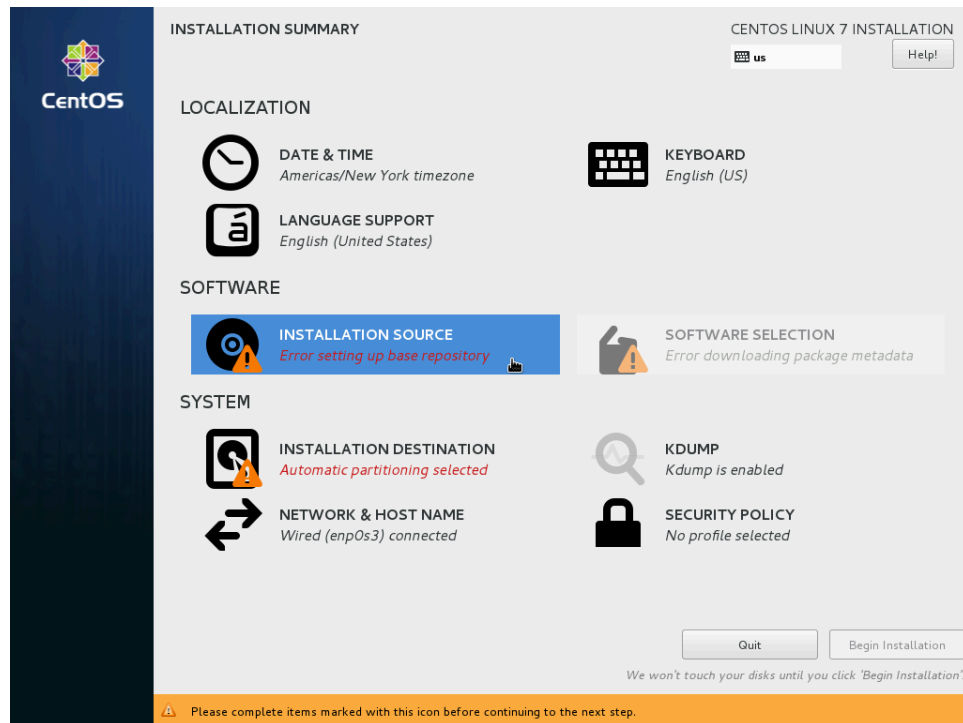 INSTALLATION SUMMARY
CENTOS LINUX 7 INSTALLATION
us
Help!
CentOS
LOCALIZATION
DATE & TIME
Americas/New York timezone
KEYBOARD
English (US)
á
LANGUAGE SUPPORT
English (United States)
SOFTWARE
INSTALLATION SOURCE
Error setting up base repository
SOFTWARE SELECTION
Error downloading package metadata
SYSTEM
INSTALLATION DESTINATION
Automatic partitioning selected
KDUMP
Kdump is enabled
NETWORK & HOST NAME
Wired (enp0s3) connected
SECURITY POLICY
No profile selected
Quit
Begin Installation
We won't touch your disks until you click 'Begin Installation'.
Please complete items marked with this icon before continuing to the next step.